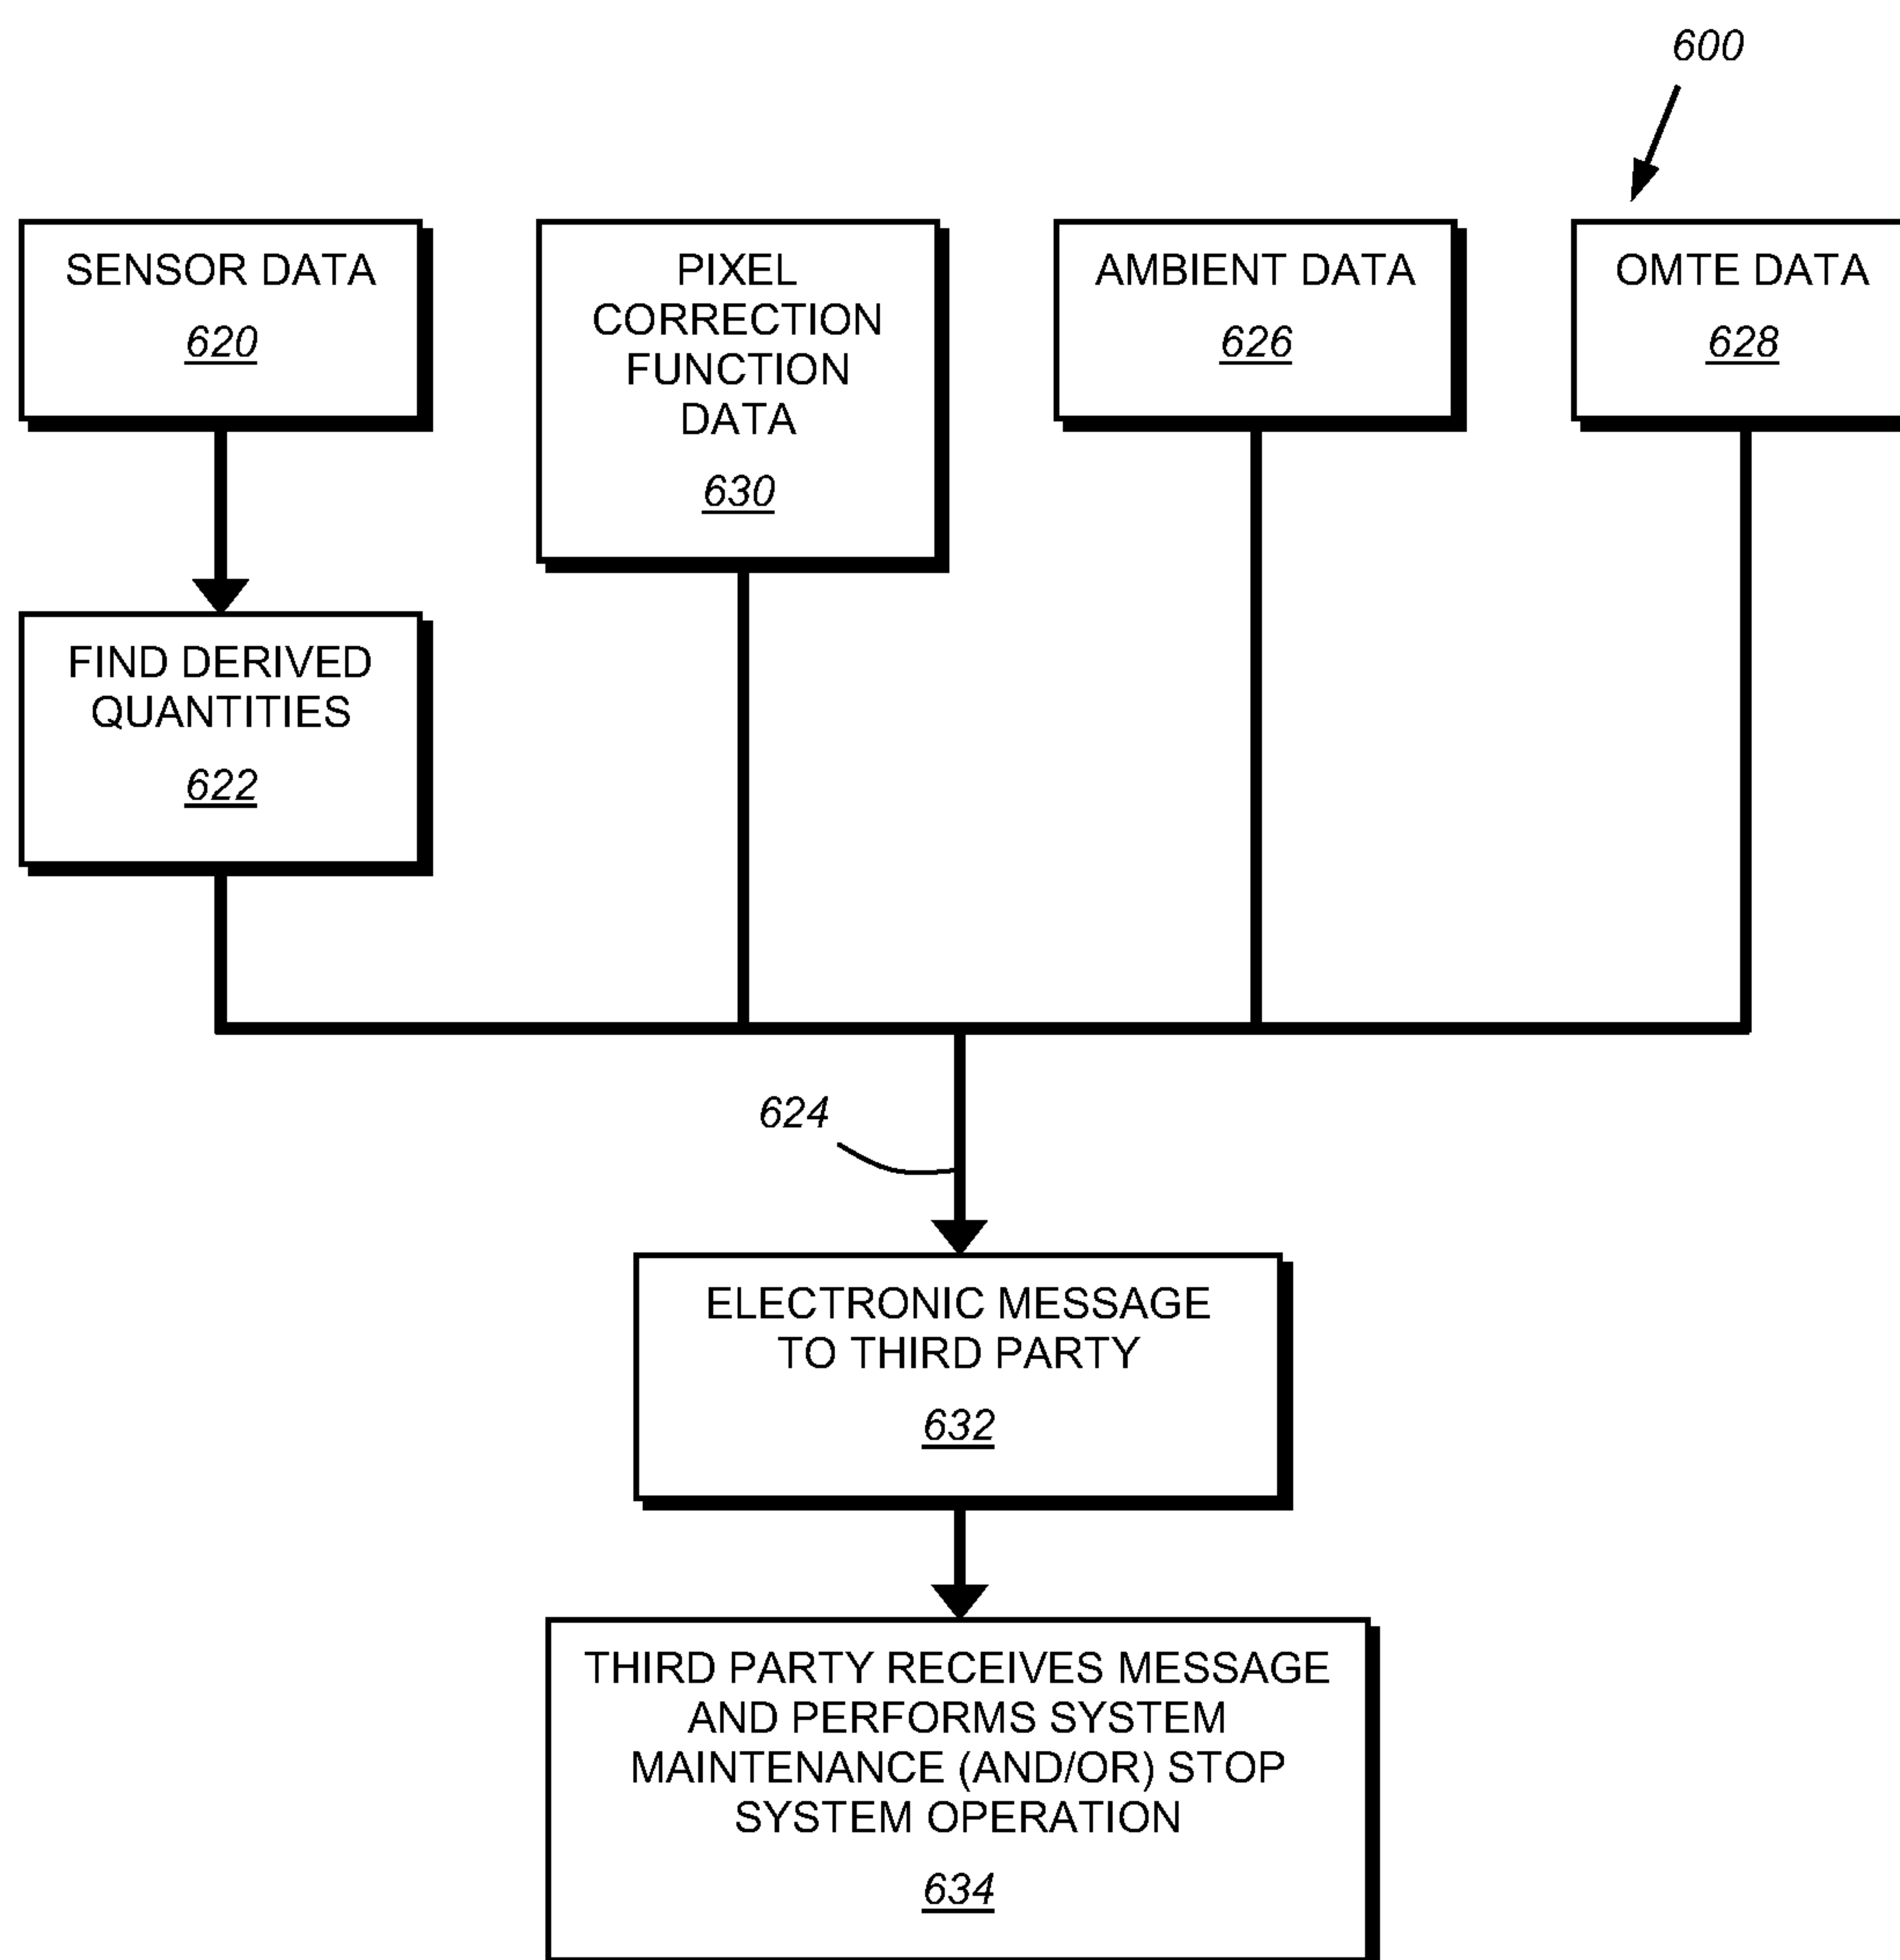 600
SENSOR DATA
620
PIXEL
CORRECTION
FUNCTION
DATA
630
AMBIENT DATA
626
OMTE DATA
628
FIND DERIVED
QUANTITIES
622
624
ELECTRONIC MESSAGE
TO THIRD PARTY
632
THIRD PARTY RECEIVES MESSAGE
AND PERFORMS SYSTEM
MAINTENANCE (AND/OR) STOP
SYSTEM OPERATION
634